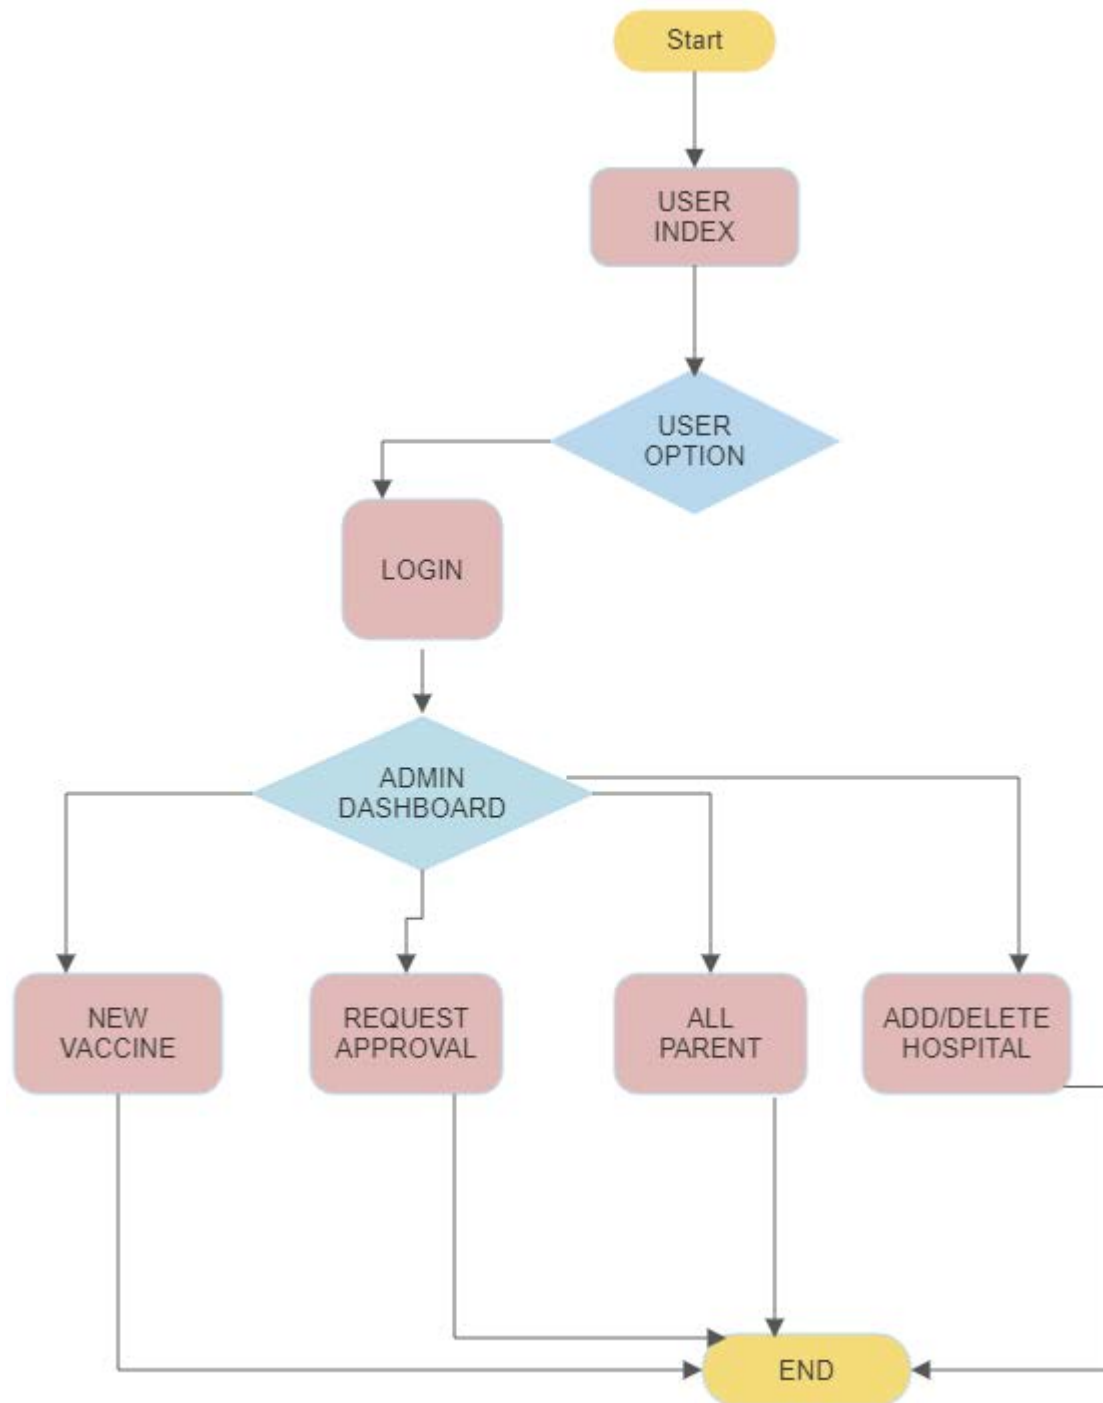 Start
USER
INDEX
USER
OPTION
LOGIN
ADMIN
DASHBOARD
NEW
VACCINE
REQUEST
APPROVAL
ALL
PARENT
ADD/DELETE
HOSPITAL
END